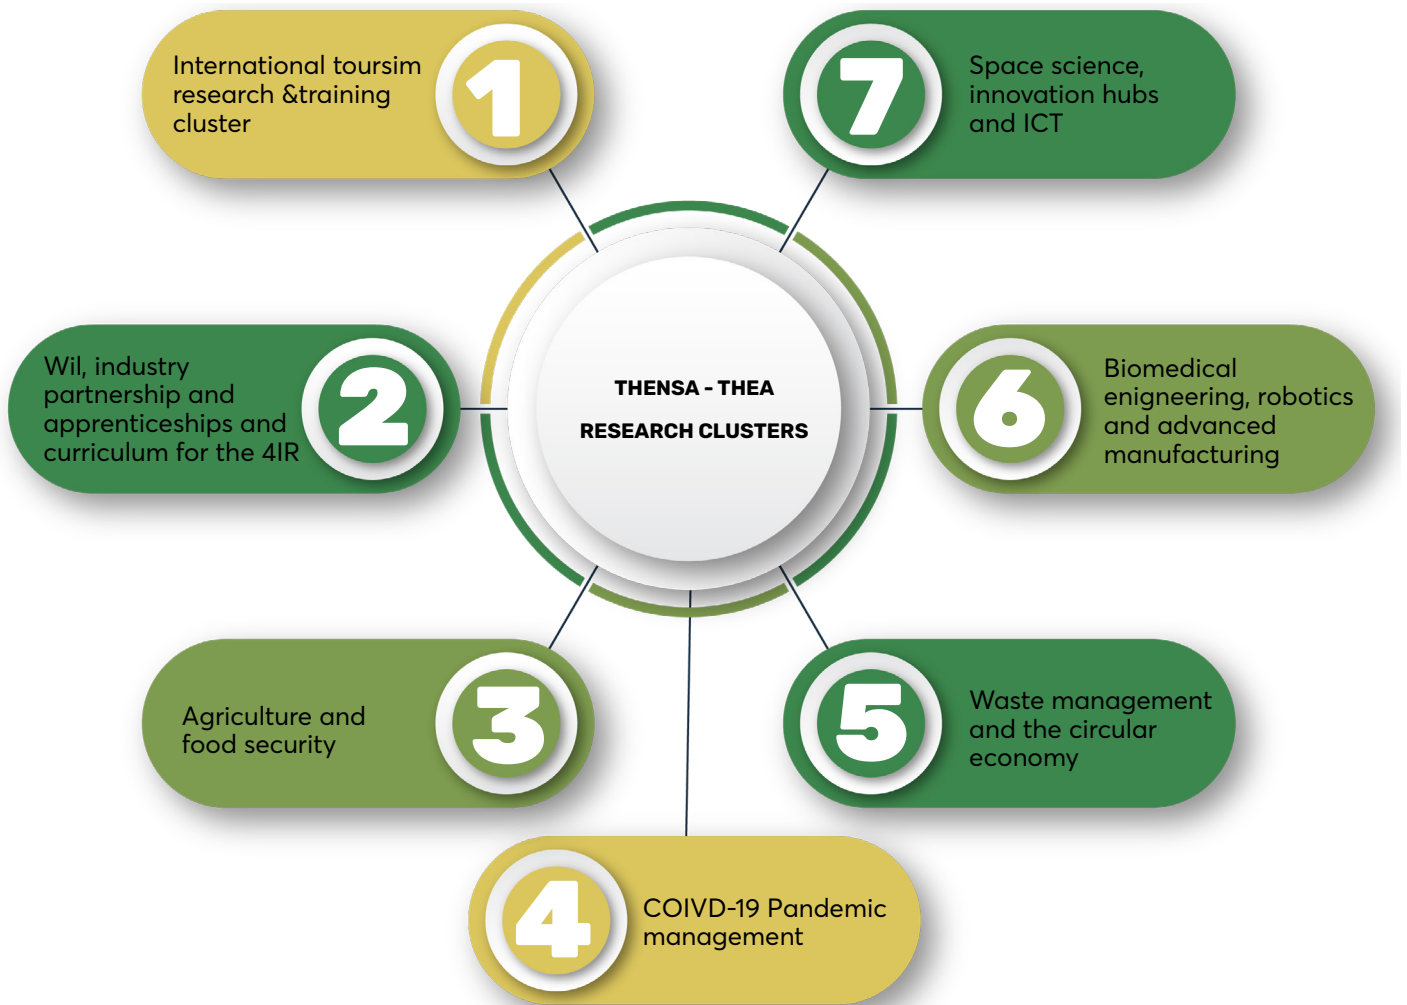 International toursim
research &training
cluster
1
7
Space science,
innovation hubs
and ICT
THENSA - THEA
RESEARCH CLUSTERS
Wil, industry
partnership and
apprenticeships and
curriculum for the 4IR
2
6
Biomedical
enigneering, robotics
and advanced
manufacturing
Agriculture and
food security
3
5
Waste management
and the circular
economy
4
COIVD-19 Pandemic
management